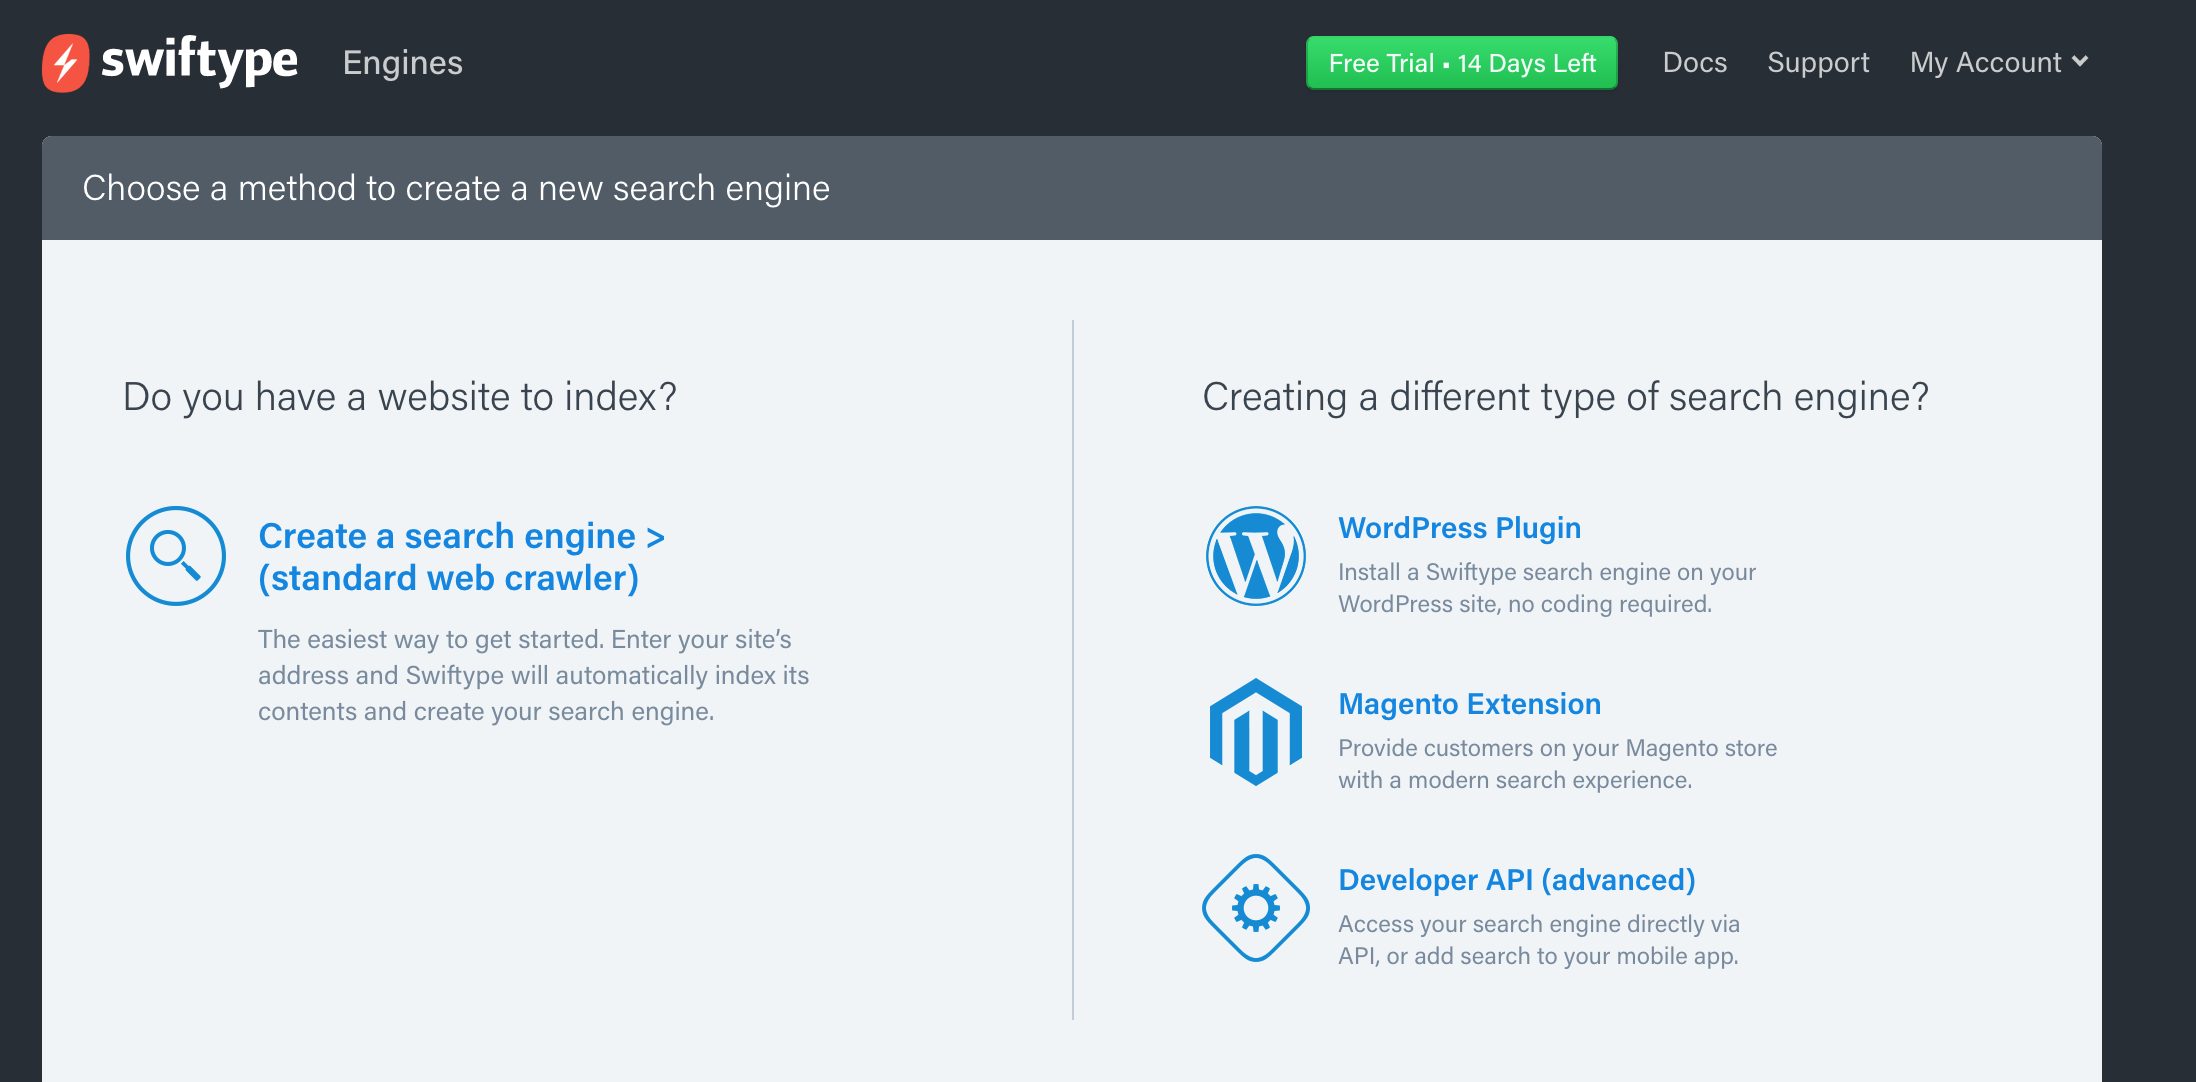 swiftype
Engines
Free Trial ▪ 14 Days Left
Docs
Support
My Account
Choose a method to create a new search engine
Do you have a website to index?
Create a search engine >
(standard web crawler)
The easiest way to get started. Enter your site’s
address and Swiftype will automatically index its
contents and create your search engine.
Creating a different type of search engine?
WordPress Plugin
Install a Swiftype search engine on your
WordPress site, no coding required.
Magento Extension
Provide customers on your Magento store
with a modern search experience.
Developer API (advanced)
Access your search engine directly via
API, or add search to your mobile app.